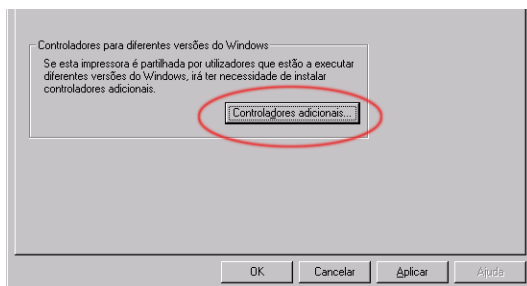 Controladores para diferentes versões do Windows
Se esta impressora é partilhada por utilizadores que estão a executar
diferentes versões do Windows, irá ter necessidade de instalar
controladores adicionais.
Controladores adicionais...
OK Cancelar Aplicar Ajuda